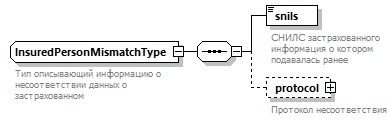 snils
СНИЛС застрахованного
информация о котором
подавалась ранее
InsuredPersonMismatchType
Тип описывающий информацию о
несоответствии данных о
застрахованном
protocol
Протокол несоответствия